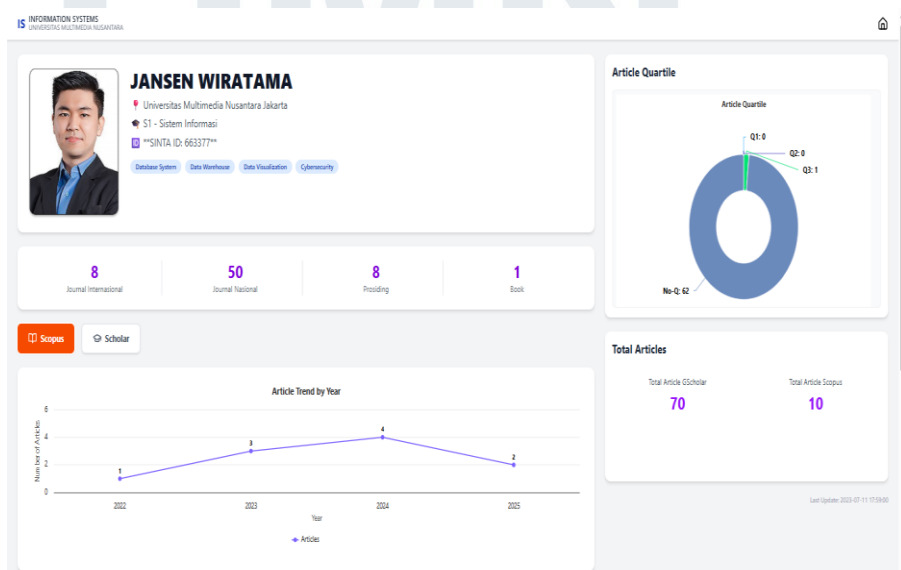 IS INFORMATION SYSTEMS
UNIVERSITAS MULTIMEDIA NUSANTARA
JANSEN WIRATAMA
Universitas Multimedia Nusantara Jakarta
S1 - Sistem Informasi
ID **SINTA ID: 663377**
Database System Data Warehouse Data Visualization Cybersecurity
8 50 8 1
Journal Internasional Journal Nasional Prosiding Book
Scopus Scholar
Article Trend by Year
Number of Articles
6
4
2
0
1 3 4 2
2022 2023 2024 2025
Year
Articles
Article Quartile
Article Quartile
Q1: 0
Q2: 0
Q3: 1
No-Q: 62
Total Articles
Total Article GScholar Total Article Scopus
70 10